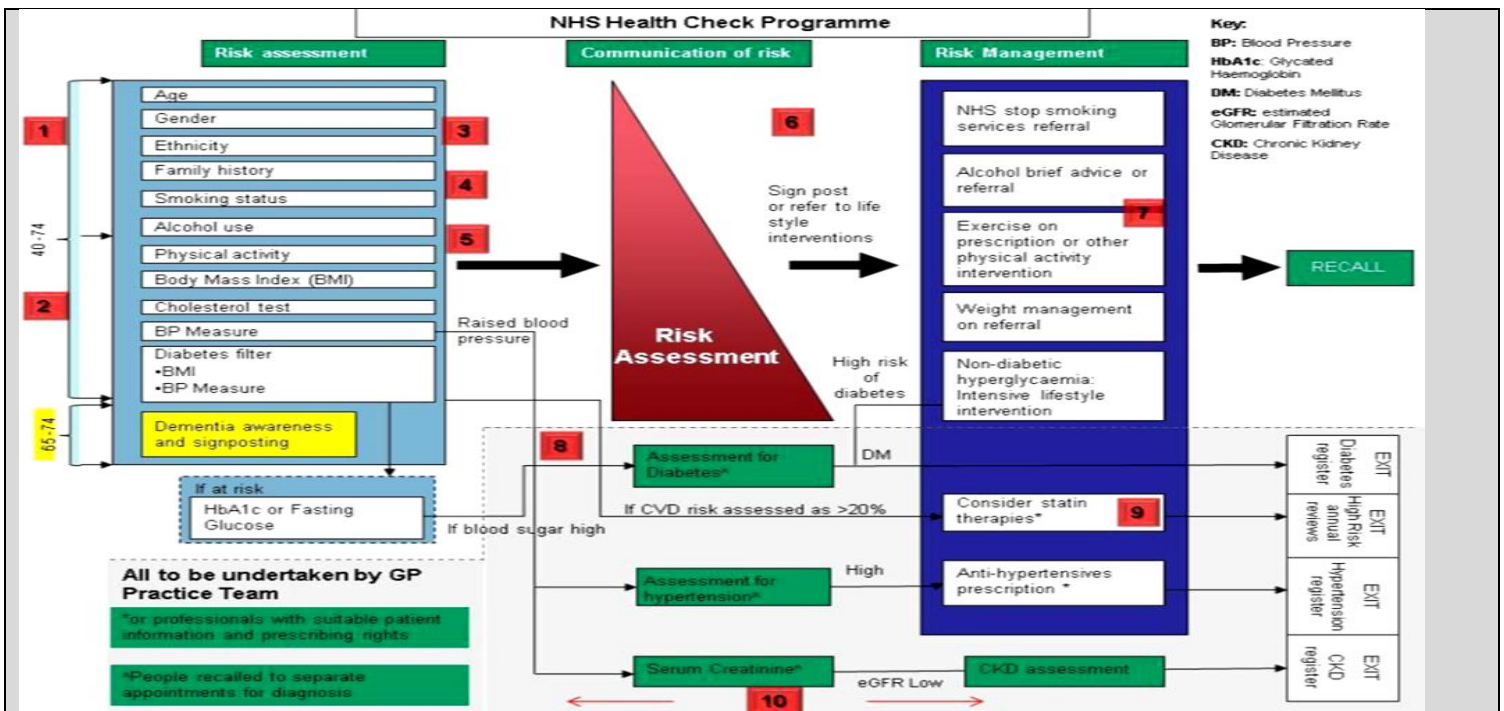 NHS Health Check Programme
Risk assessment
Communication of risk
Risk Management
Key:
BP: Blood Pressure
HbA1c: Glycated
Haemoglobin
DM: Diabetes Mellitus
eGFR: estimated
Glomerular Filtration Rate
CKD: Chronic Kidney
Disease
1
2
40-74
65-74
Age
Gender
Ethnicity
Family history
Smoking status
Alcohol use
Physical activity
Body Mass Index (BMI)
Cholesterol test
BP Measure
Diabetes filter
•BMI
•BP Measure
Dementia awareness
and signposting
3
4
5
If at risk
HbA1c or Fasting
Glucose
Raised blood
pressure
If blood sugar high
Risk
Assessment
6
Sign post
or refer to life
style
interventions
High risk
of
diabetes
NHS stop smoking
services referral
Alcohol brief advice or
referral
7
Exercise on
prescription or other
physical activity
intervention
Weight management
on referral
Non-diabetic
hyperglycaemia:
Intensive lifestyle
intervention
RECALL
8
Assessment for
Diabetes^
DM
If CVD risk assessed as >20%
Consider statin
therapies*
9
Assessment for
hypertension^
High
Anti-hypertensives
prescription *
Serum Creatinine^
eGFR Low
CKD assessment
10
EXIT
Diabetes
register
EXIT
High Risk
annual
reviews
EXIT
Hypertension
register
EXIT
CKD
register
All to be undertaken by GP
Practice Team
*or professionals with suitable patient
information and prescribing rights
^People recalled to separate
appointments for diagnosis